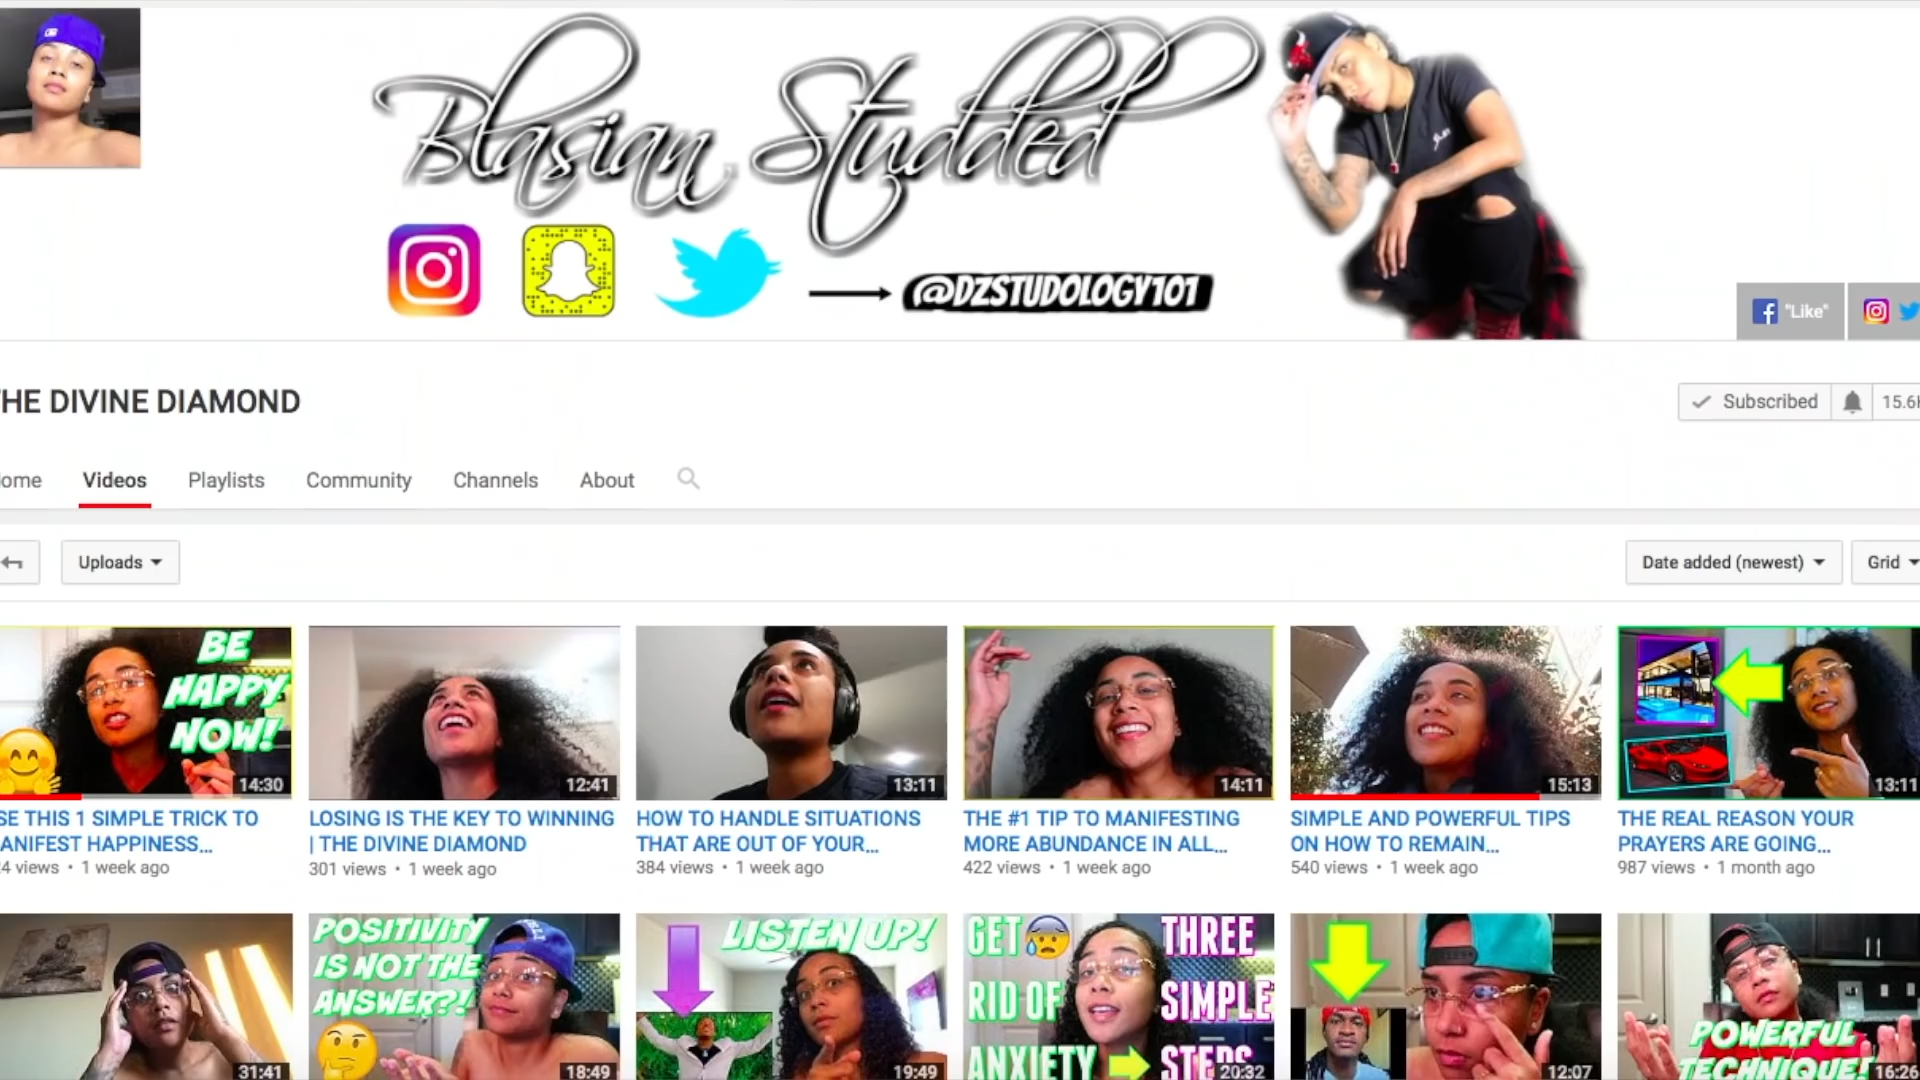 Blasian Studded
@DZSTUDOLOGY101
"Like"
THE DIVINE DIAMOND
Subscribed
15.6
Videos
Playlists
Community
Channels
About
Uploads
Date added (newest)
Grid
BE
HAPPY
NOW!
14:30
12:41
13:11
14:11
15:13
13:11
THIS 1 SIMPLE TRICK TO
HAPPINESS...
views • 1 week ago
LOSING IS THE KEY TO WINNING
| THE DIVINE DIAMOND
301 views • 1 week ago
HOW TO HANDLE SITUATIONS
THAT ARE OUT OF YOUR...
384 views • 1 week ago
THE #1 TIP TO MANIFESTING
MORE ABUNDANCE IN ALL...
422 views • 1 week ago
SIMPLE AND POWERFUL TIPS
ON HOW TO REMAIN...
540 views • 1 week ago
THE REAL REASON YOUR
PRAYERS ARE GOING...
987 views • 1 month ago
31:41
POSITIVITY
IS NOT THE
ANSWER?!
18:49
LISTEN UP!
19:49
GET THREE
RID OF SIMPLE
ANXIETY STEPS
20:32
12:07
POWERFUL
TECHNIQUE!
16:26